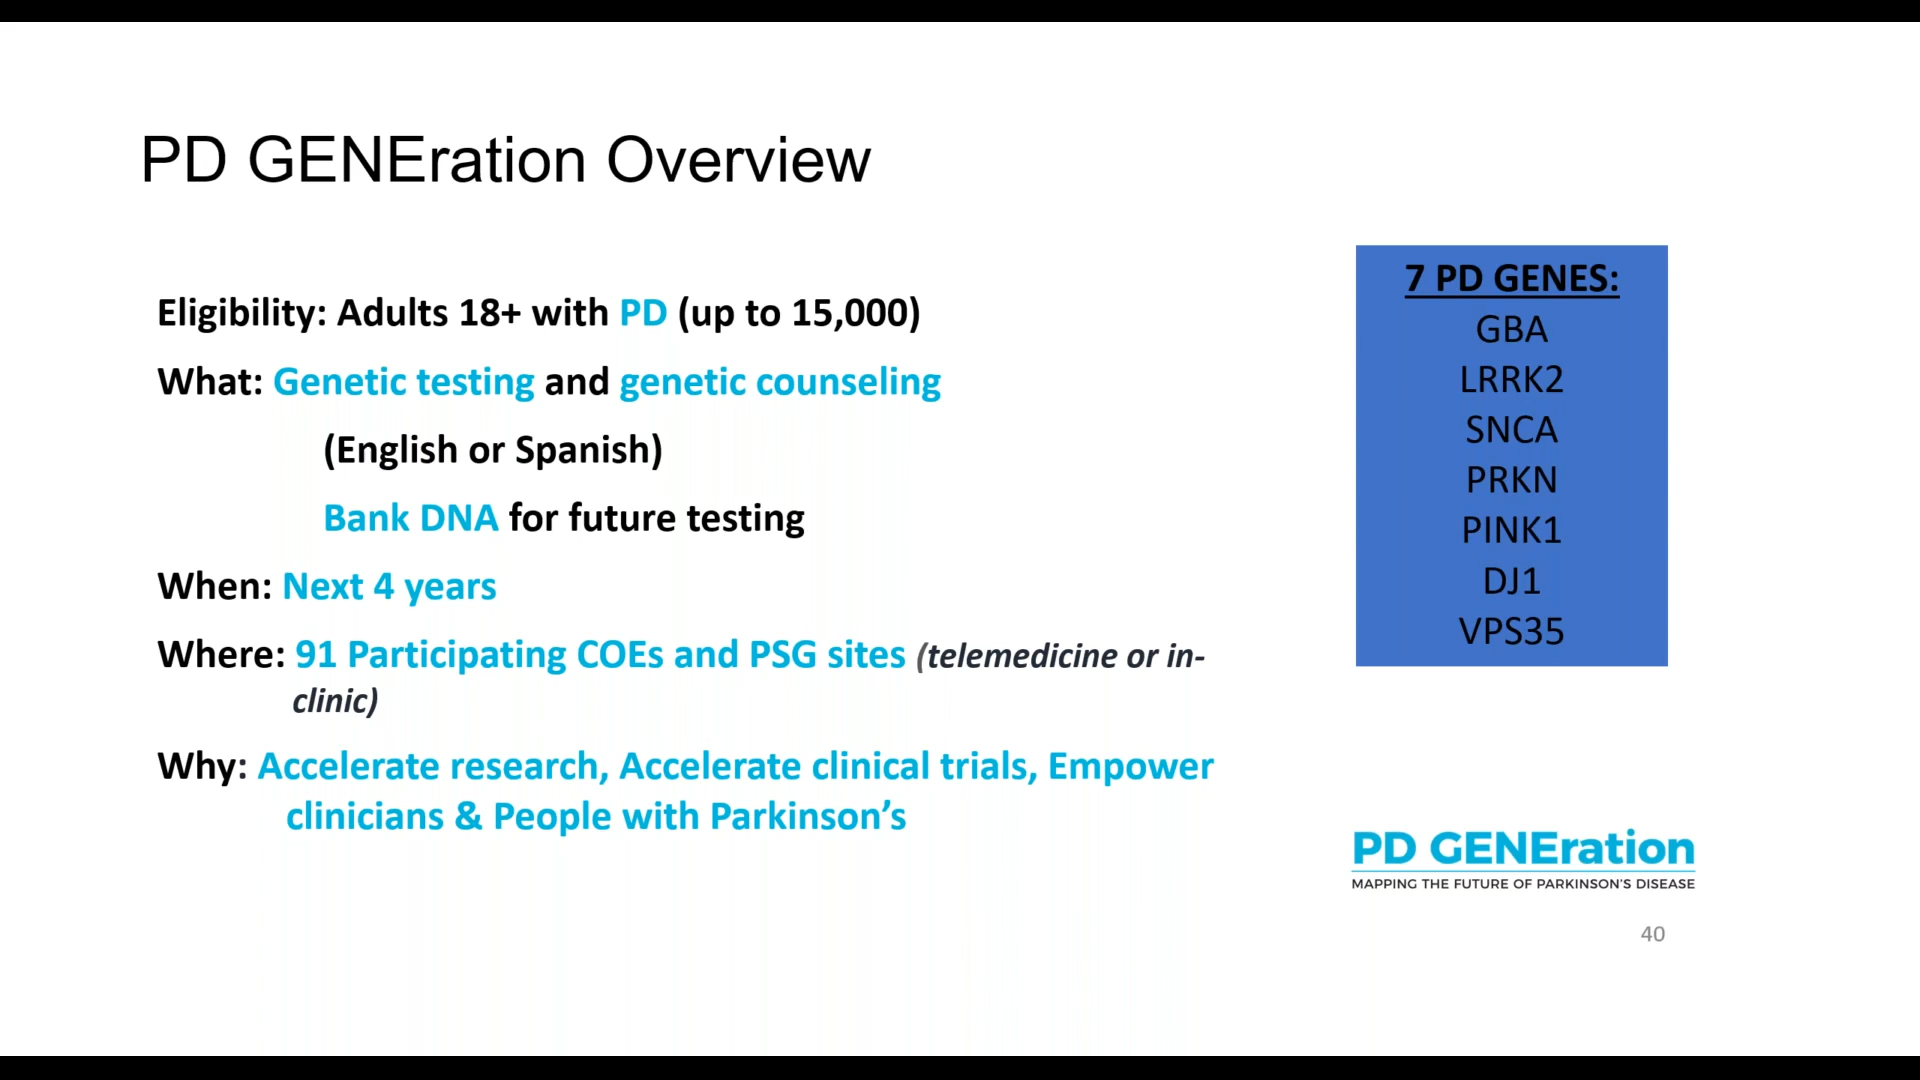 PD GENEration Overview
Eligibility: Adults 18+ with PD (up to 15,000)
What: Genetic testing and genetic counseling
(English or Spanish)
Bank DNA for future testing
When: Next 4 years
Where: 91 Participating COEs and PSG sites (telemedicine or in-
clinic)
Why: Accelerate research, Accelerate clinical trials, Empower
clinicians & People with Parkinson’s
7 PD GENES:
GBA
LRRK2
SNCA
PRKN
PINK1
DJ1
VPS35
PD GENEration
MAPPING THE FUTURE OF PARKINSON’S DISEASE
40